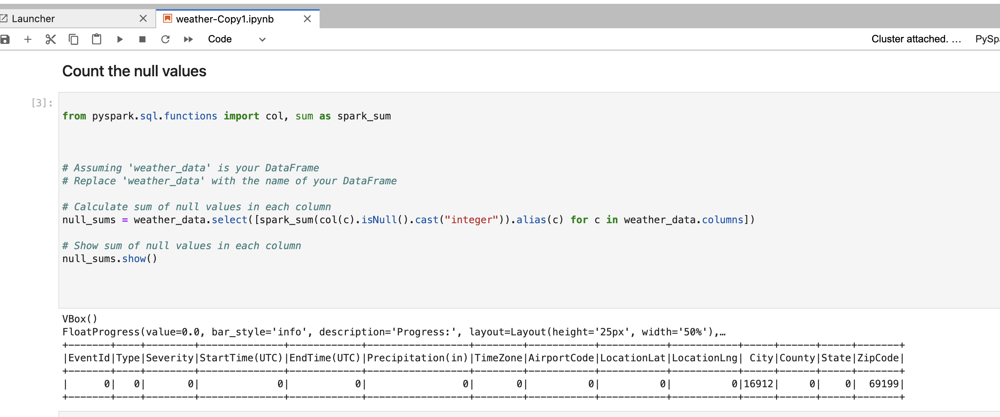 Launcher
weather-Copy1.ipynb
Code
Cluster attached. ...
PySp
Count the null values
[3]:
from pyspark.sql.functions import col, sum as spark_sum
# Assuming 'weather_data' is your DataFrame
# Replace 'weather_data' with the name of your DataFrame
# Calculate sum of null values in each column
null_sums = weather_data.select([spark_sum(col(c).isNull().cast("integer")).alias(c) for c in weather_data.columns])
# Show sum of null values in each column
null_sums.show()
VBox()
FloatProgress(value=0.0, bar_style='info', description='Progress:', layout=Layout(height='25px', width='50%'),…
+-------+----+--------+--------------+------------+-----------------+--------+-----------+-----------+-----------+-----+------+-----+-------+
|EventId|Type|Severity|StartTime(UTC)|EndTime(UTC)|Precipitation(in)|TimeZone|AirportCode|LocationLat|LocationLng| City|County|State|ZipCode|
+-------+----+--------+--------------+------------+-----------------+--------+-----------+-----------+-----------+-----+------+-----+-------+
|      0|   0|       0|             0|           0|                0|       0|          0|          0|          0|16912|     0|    0|  69199|
+-------+----+--------+--------------+------------+-----------------+--------+-----------+-----------+-----------+-----+------+-----+-------+